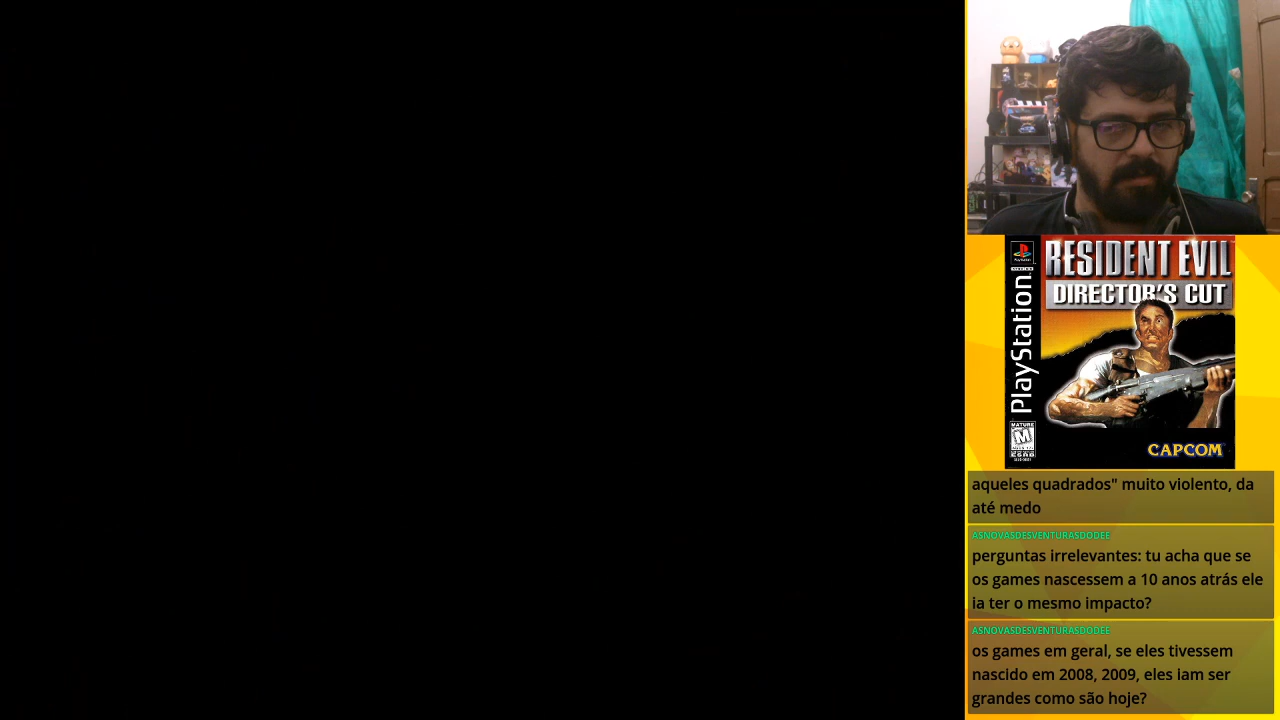 RESIDENT EVIL
DIRECTOR'S CUT
PlayStation
MATURE
M
CAPCOM
aqueles quadrados" muito violento, da
até medo
ASNOVASDESVENTURASDODEE
perguntas irrelevantes: tu acha que se
os games nascessem a 10 anos atrás ele
ia ter o mesmo impacto?
ASNOVASDESVENTURASDODEE
os games em geral, se eles tivessem
nascido em 2008, 2009, eles iam ser
grandes como são hoje?